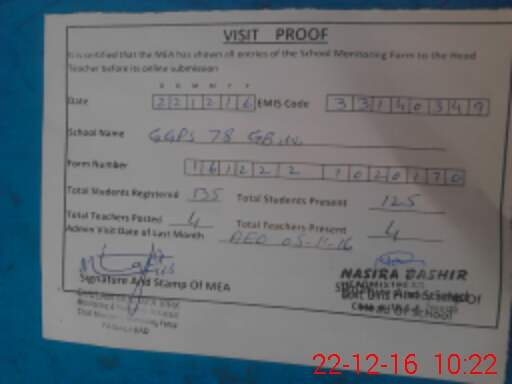 VISIT PROOF
It is certified that the MEA has shown all entries of the School Monitoring Form to the Head
Teacher before its online submission
D D M M Y Y
Date 2 2 1 2 1 6 EMIS Code 3 3 1 4 0 3 4 9
School Name GGPS 78 GB
Form Number 1 6 1 2 2 2 2 1 0 2 0 1 7 0
Total Students Registered 135 Total Students Present 125
Total Teachers Posted 4 Total Teachers Present 4
Admin Visit Date of Last Month AEO 05-11-16
Signature And Stamp Of MEA
NASIRA BASHIR
HEADMISTRESS
Head Of School
FAISALABAD
22-12-16 10:22